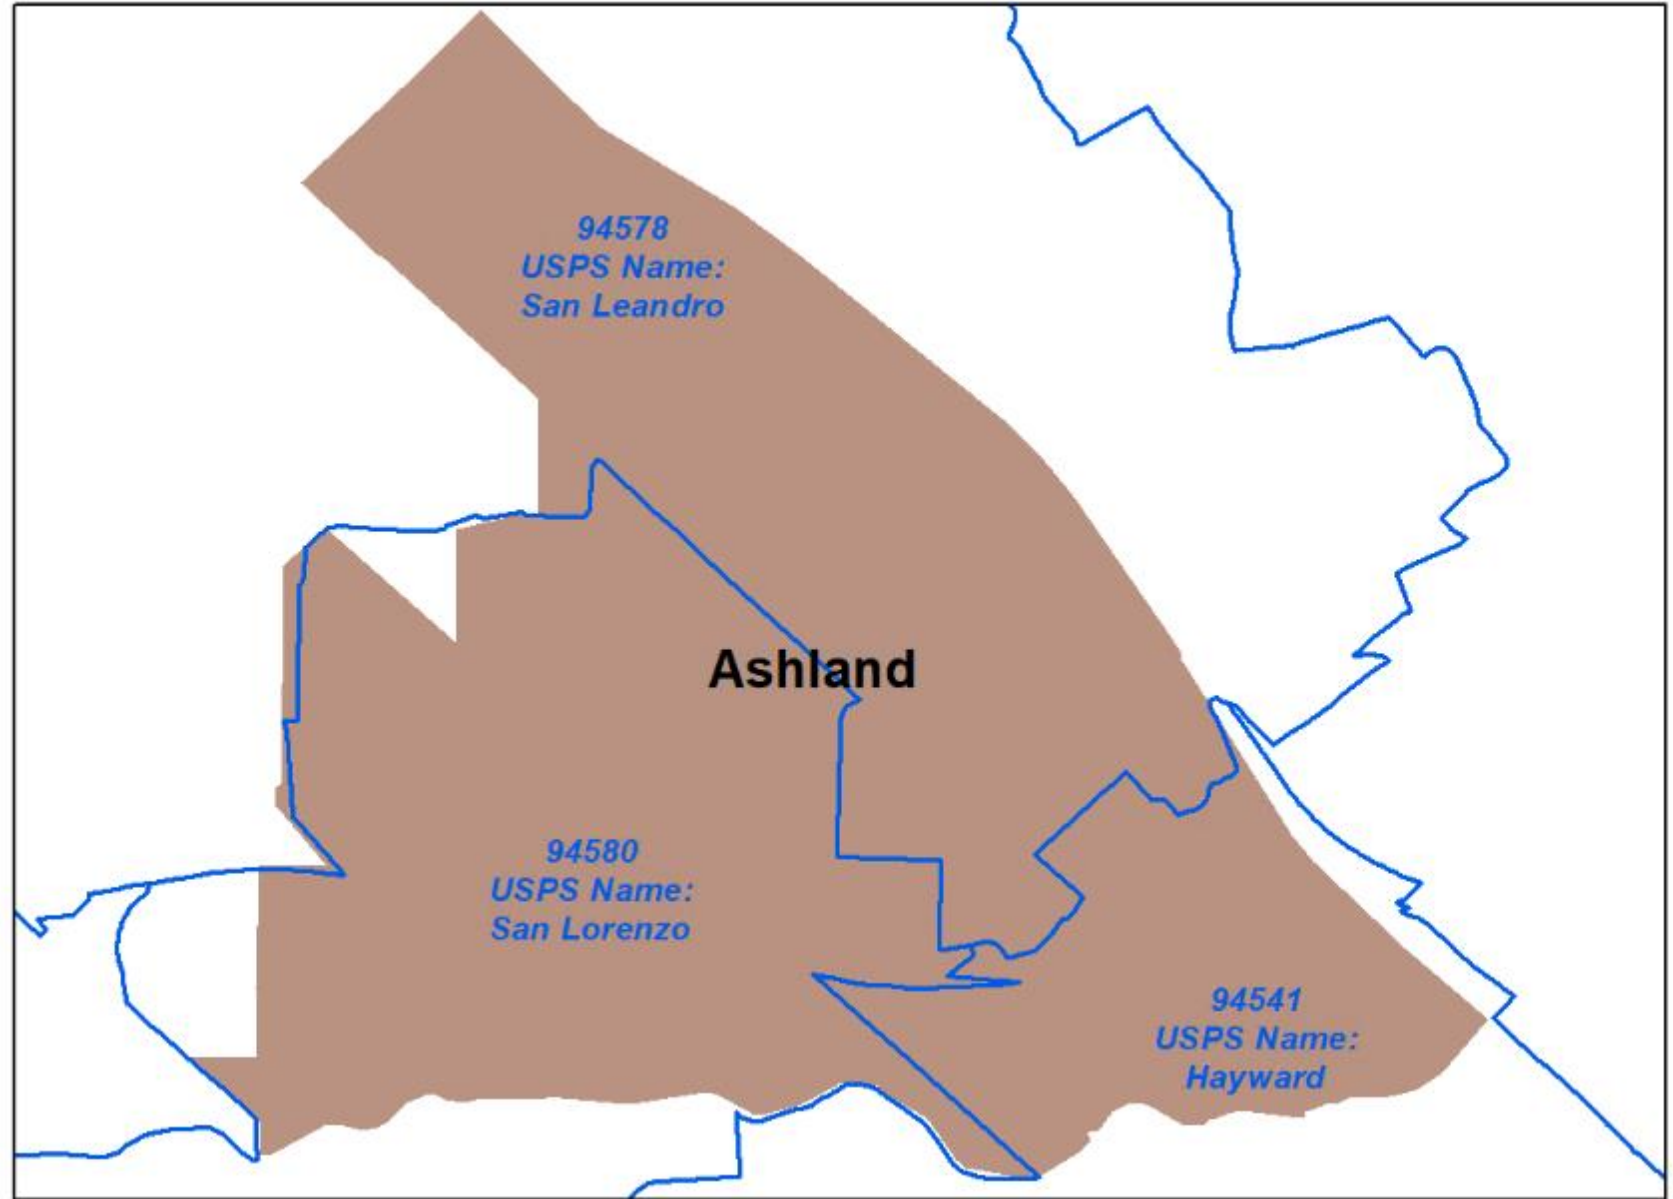 94578
USPS Name:
San Leandro
Ashland
94580
USPS Name:
San Lorenzo
94541
USPS Name:
Hayward